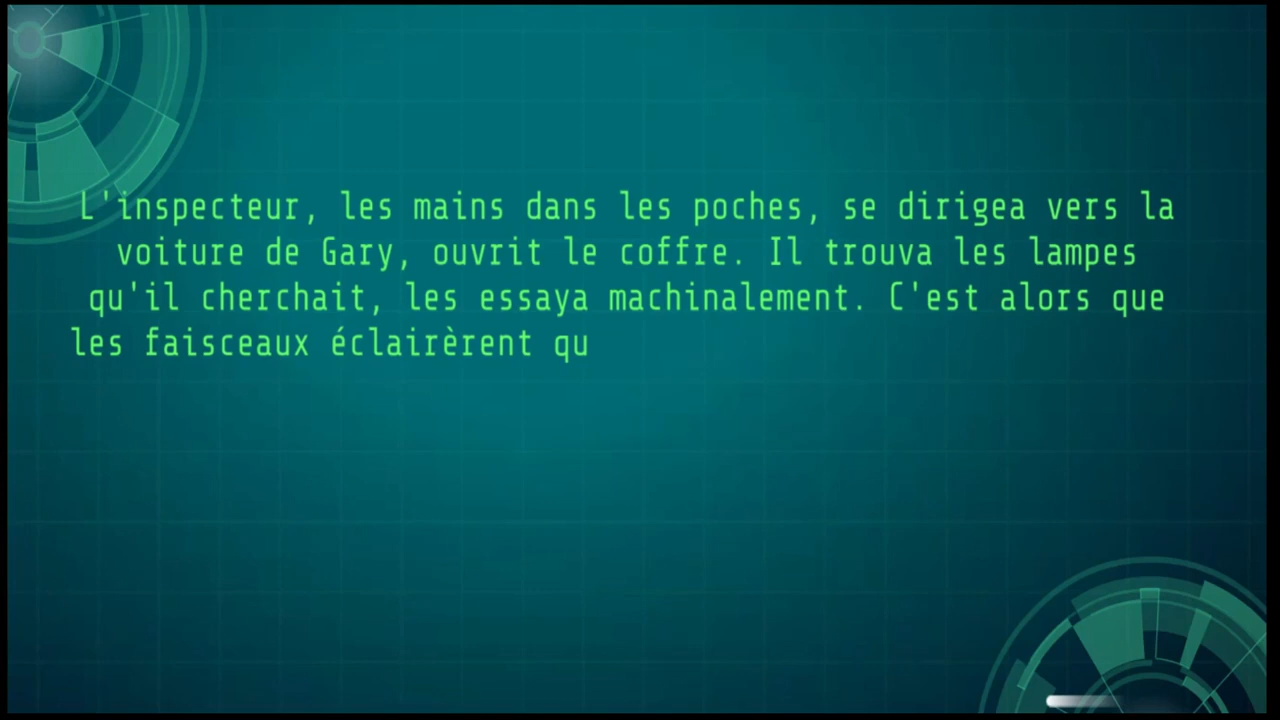 L'inspecteur, les mains dans les poches, se dirigea vers la
voiture de Gary, ouvrit le coffre. Il trouva les lampes
qu'il cherchait, les essaya machinalement. C'est alors que
les faisceaux éclairèrent qu